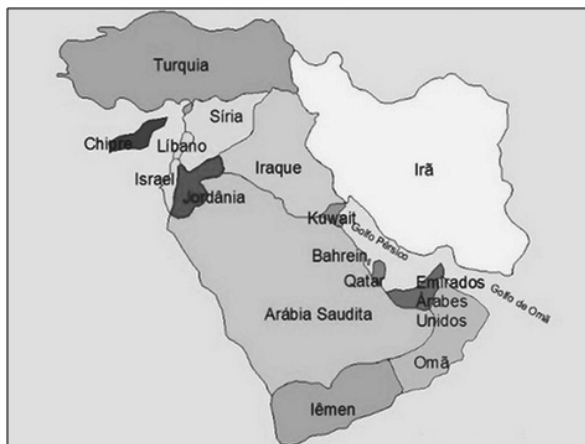 Turquia
Síria
Chipre
Líbano
Iraque
Irã
Israel
Jordânia
Kuwait
Golfo Pérsico
Bahrein
Qatar
Emirados
Árabes
Unidos
Golfo de Omã
Arábia Saudita
Omã
Iêmen